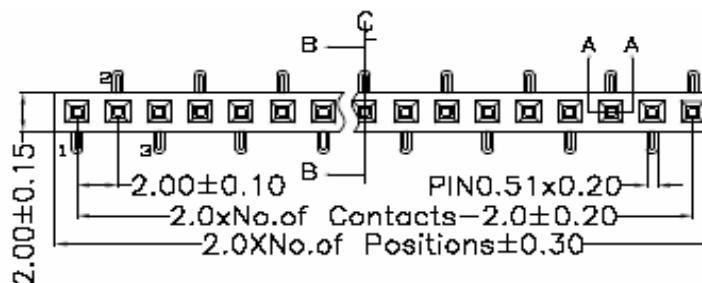 C
B
A A
2
1
3
B
2.00±0.10
PIN0.51x0.20
2.0xNo.of Contacts-2.0±0.20
2.0XNo.of Positions±0.30
2.00±0.15